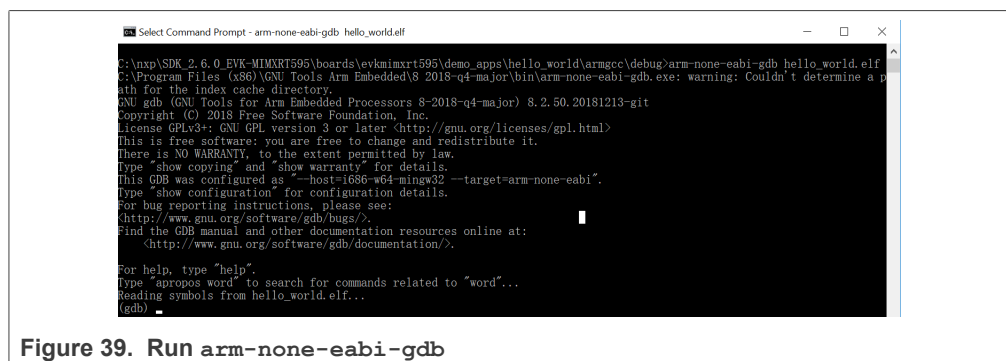 Select Command Prompt - arm-none-eabi-gdb hello_world.elf
C:\nxp\SDK_2.6.0_EVK-MIMXRT595\boards\evkmimxrt595\demo_apps\hello_world\armgcc\debug>arm-none-eabi-gdb hello_world.elf
C:\Program Files (x86)\GNU Tools Arm Embedded\8 2018-q4-major\bin\arm-none-eabi-gdb.exe: warning: Couldn't determine a p
ath for the index cache directory.
GNU gdb (GNU Tools for Arm Embedded Processors 8-2018-q4-major) 8.2.50.20181213-git
Copyright (C) 2018 Free Software Foundation, Inc.
License GPLv3+: GNU GPL version 3 or later <http://gnu.org/licenses/gpl.html>
This is free software: you are free to change and redistribute it.
There is NO WARRANTY, to the extent permitted by law.
Type "show copying" and "show warranty" for details.
This GDB was configured as "--host=i686-w64-mingw32 --target=arm-none-eabi".
Type "show configuration" for configuration details.
For bug reporting instructions, please see:
<http://www.gnu.org/software/gdb/bugs/>.
Find the GDB manual and other documentation resources online at:
    <http://www.gnu.org/software/gdb/documentation/>.
For help, type "help".
Type "apropos word" to search for commands related to "word"...
Reading symbols from hello_world.elf...
(gdb)
Figure 39. Run arm-none-eabi-gdb